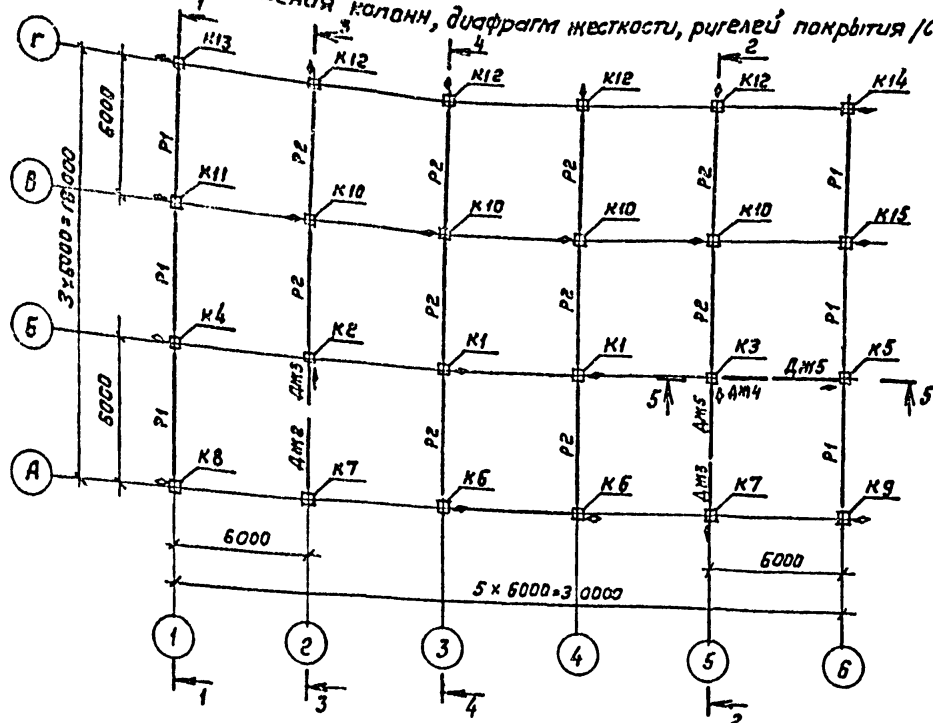 колонн, диафрагм жесткости, ригелей покрытия
1 3 4 2
Г К13 К12 К12 К12 К12 К14
6000 Р1 Р2 Р2 Р2 Р2 Р1
В К11 К10 К10 К10 К10 К15
3×6000=18000 Р1 Р2 Р2 Р2 Р2 Р1
Б К4 К2 К1 К1 К3 ДЖ5 К5
5 5
6000 Р1 ДЖ3 ДЖ2 Р2 Р2 ДЖ5 ДЖ4 ДЖ3 Р1
А К8 К7 К6 К6 К7 К9
6000 6000
5 × 6000=30000
1 2 3 4 5 6
1 3 4 2